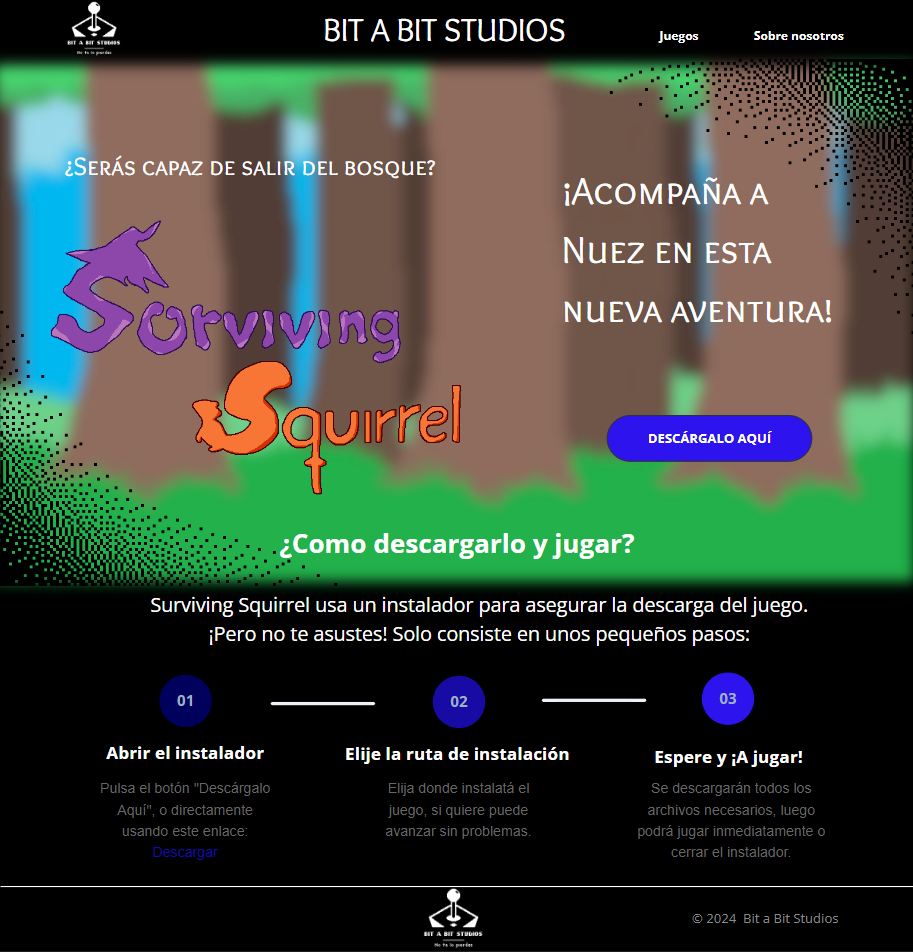 BIT A BIT STUDIOS
BIT A BIT STUDIOS
No te lo pierdas
Juegos
Sobre nosotros
¿Serás capaz de salir del bosque?
Surviving
Squirrel
¡Acompaña a
Nuez en esta
nueva aventura!
DESCÁRGALO AQUÍ
¿Como descargarlo y jugar?
Surviving Squirrel usa un instalador para asegurar la descarga del juego.
¡Pero no te asustes! Solo consiste en unos pequeños pasos:
01
02
03
Abrir el instalador
Elije la ruta de instalación
Espere y ¡A jugar!
Pulsa el botón "Descárgalo
Aquí", o directamente
usando este enlace:
Descargar
Elija donde instalatá el
juego, si quiere puede
avanzar sin problemas.
Se descargarán todos los
archivos necesarios, luego
podrá jugar inmediatamente o
cerrar el instalador.
BIT A BIT STUDIOS
No te lo pierdas
© 2024 Bit a Bit Studios